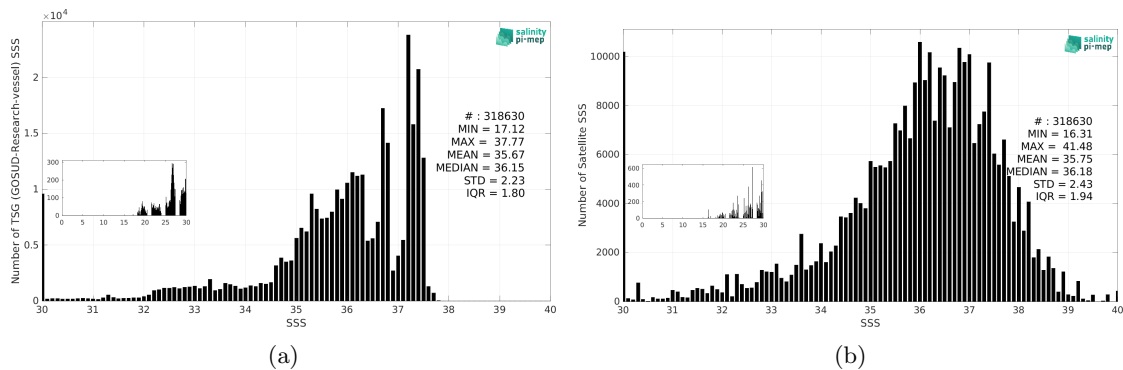 ×10⁴
salinity
pi-mep
Number of TSG (GOSUD-Research-vessel) SSS
2
1.5
1
0.5
0
# : 318630
MIN = 17.12
MAX = 37.77
MEAN = 35.67
MEDIAN = 36.15
STD = 2.23
IQR = 1.80
300
200
100
0
0 5 10 15 20 25 30
30 31 32 33 34 35 36 37 38 39 40
SSS
(a)
salinity
pi-mep
Number of Satellite SSS
10000
8000
6000
4000
2000
0
# : 318630
MIN = 16.31
MAX = 41.48
MEAN = 35.75
MEDIAN = 36.18
STD = 2.43
IQR = 1.94
600
400
200
0
0 5 10 15 20 25 30
30 31 32 33 34 35 36 37 38 39 40
SSS
(b)